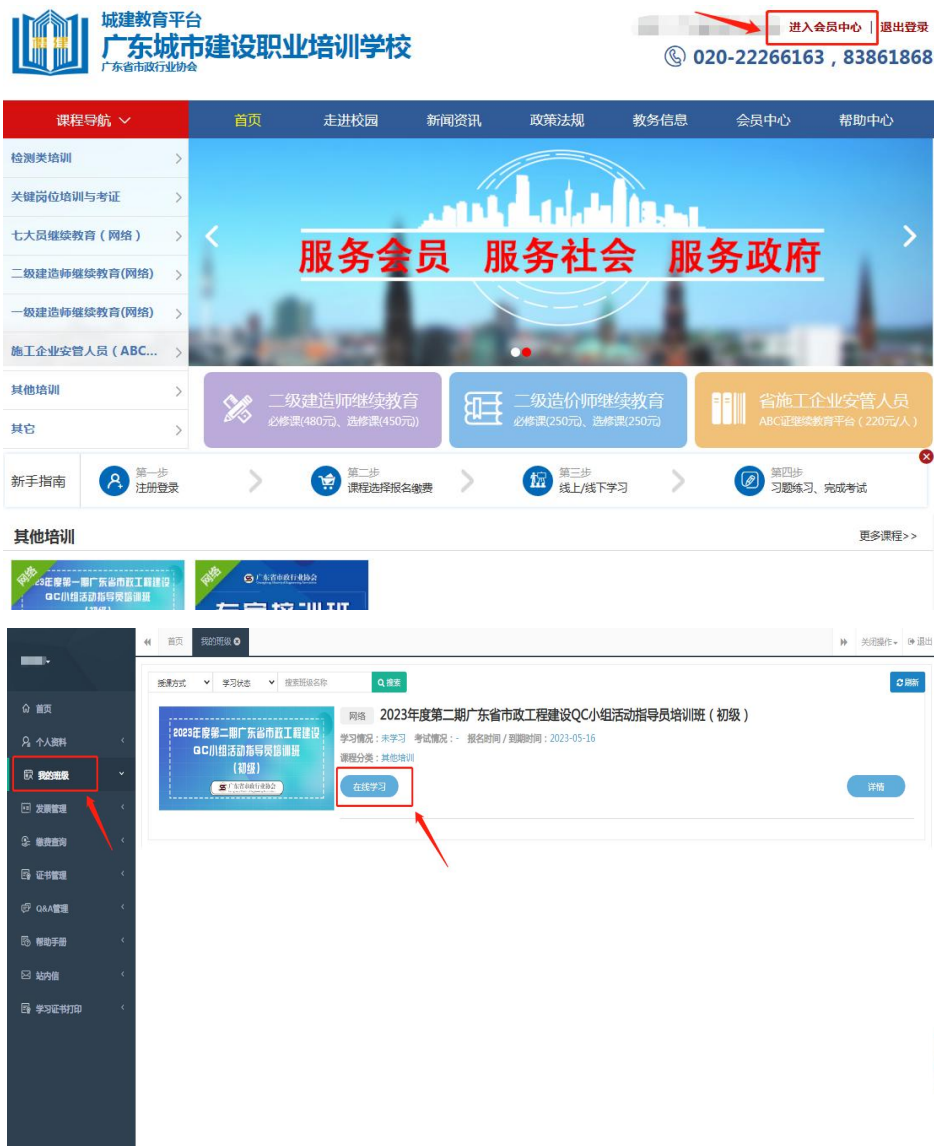 城建教育平台
广东城市建设职业培训学校
广东省市政行业协会
进入会员中心 | 退出登录
020-22266163，83861868
课程导航 首页 走进校园 新闻资讯 政策法规 教务信息 会员中心 帮助中心
检测类培训
关键岗位培训与考证
七大员继续教育（网络）
二级建造师继续教育(网络)
一级建造师继续教育(网络)
施工企业安管人员（ABC...
其他培训
其它
服务会员 服务社会 服务政府
二级建造师继续教育
必修课(480元)、选修课(450元))
二级造价师继续教育
必修课(250元)、选修课(250元)
省施工企业安管人员
ABC证继续教育平台（220元/人）
新手指南
第一步
注册登录
第二步
课程选择报名缴费
第三步
线上/线下学习
第四步
习题练习、完成考试
其他培训
更多课程>>
网络
23年度第一期广东省市政工程建设
QC小组活动指导员培训班
（初级）
网络
广东省市政行业协会
首页 我的班级 关闭操作 退出
首页
个人资料
我的班级
发票管理
缴费查询
证书管理
Q&A管理
帮助手册
站内信
学习证书打印
授课方式 学习状态 搜索班级名称 搜索 刷新
2023年度第二期广东省市政工程建设
QC小组活动指导员培训班
（初级）
广东省市政行业协会
网络 2023年度第二期广东省市政工程建设QC小组活动指导员培训班（初级）
学习情况：未学习 考试情况：- 报名时间 / 到期时间：2023-05-16
课程分类：其他培训
在线学习 详情